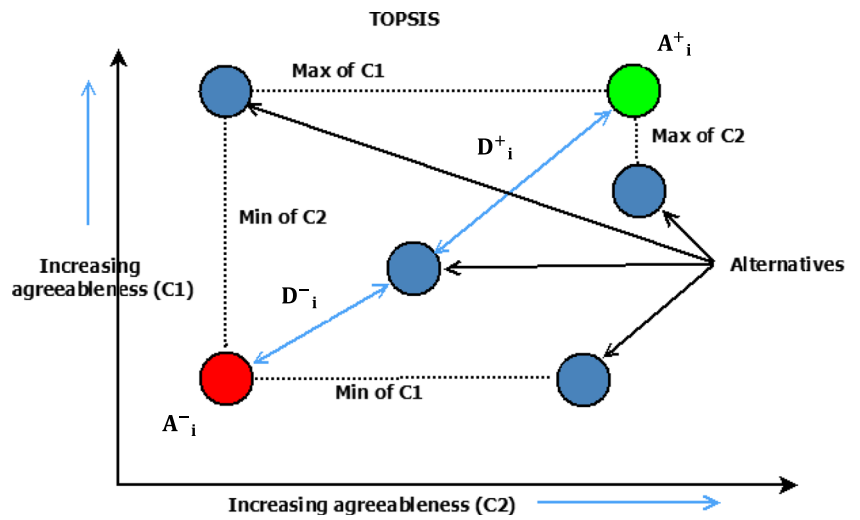 TOPSIS
A⁺ᵢ
Max of C1
D⁺ᵢ
Max of C2
Min of C2
Increasing
agreeableness (C1)
Alternatives
D⁻ᵢ
Min of C1
A⁻ᵢ
Increasing agreeableness (C2)